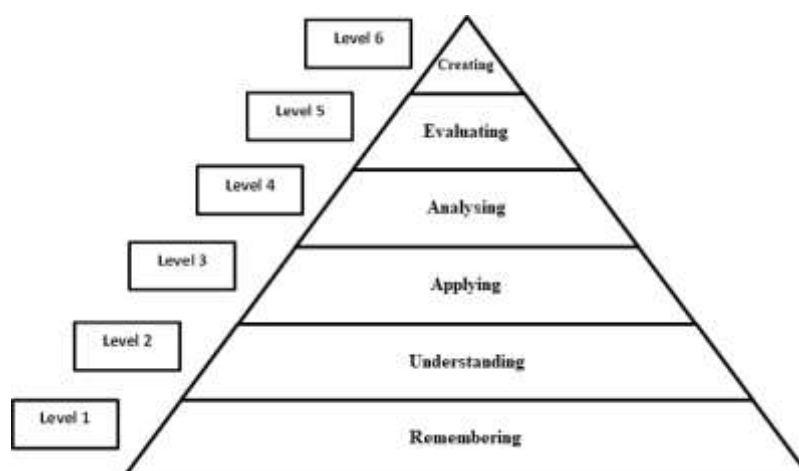 Level 6
Creating
Level 5
Evaluating
Level 4
Analysing
Level 3
Applying
Level 2
Understanding
Level 1
Remembering